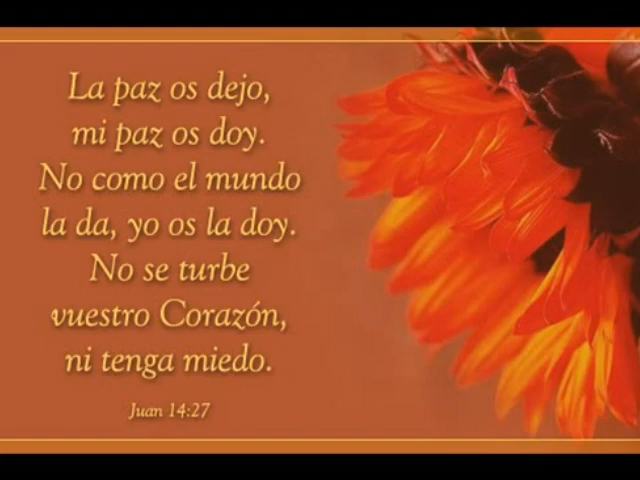 La paz os dejo,
mi paz os doy.
No como el mundo
la da, yo os la doy.
No se turbe
vuestro Corazón,
ni tenga miedo.
Juan 14:27